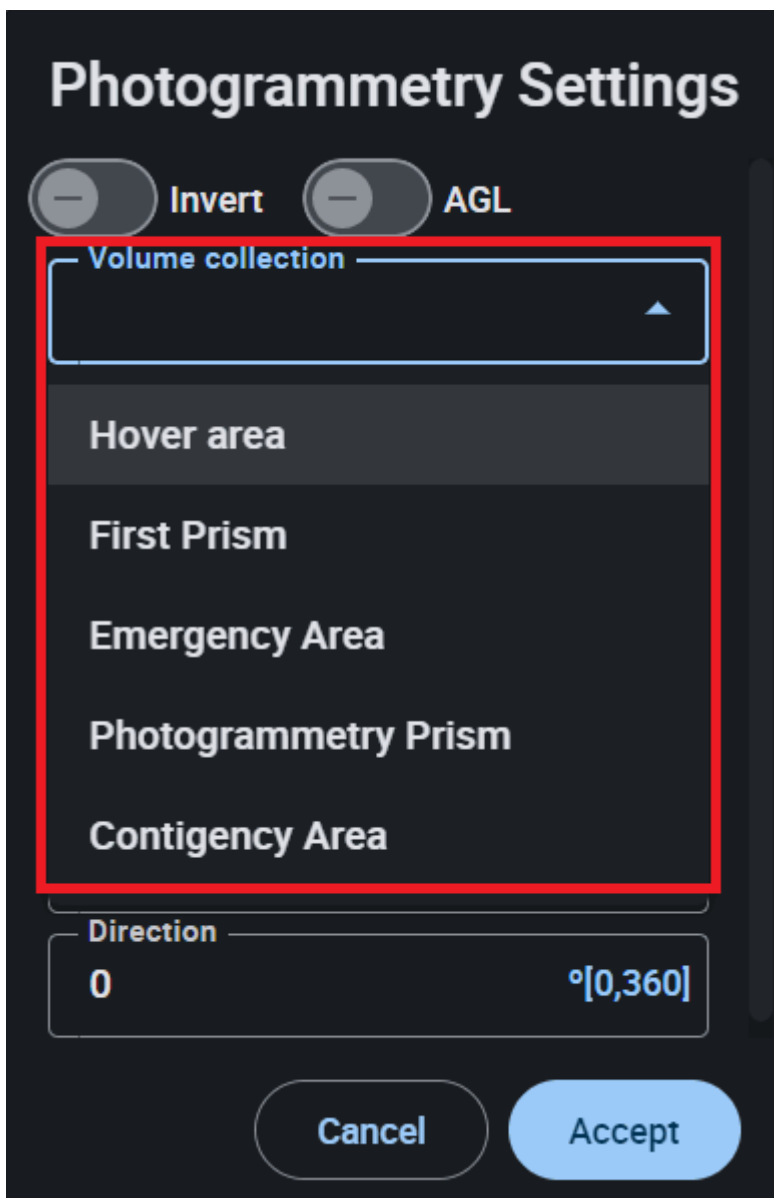 Photogrammetry Settings
Invert AGL
Volume collection
Hover area
First Prism
Emergency Area
Photogrammetry Prism
Contigency Area
Direction
0 º[0,360]
Cancel Accept